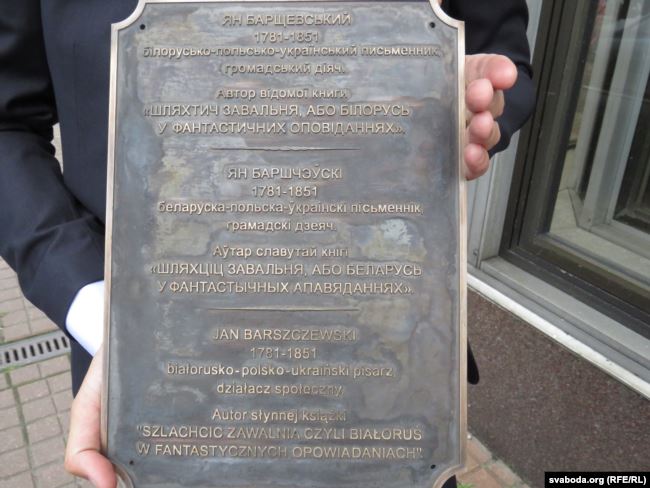 ЯН БАРЩЕВСЬКИЙ
1781-1851
білорусько-польсько-український письменник,
громадський діяч.
Автор відомої книги
«ШЛЯХТИЧ ЗАВАЛЬНЯ, АБО БІЛОРУСЬ
У ФАНТАСТИЧНИХ ОПОВІДАННЯХ».
ЯН БАРШЧЭЎСКІ
1781-1851
беларуска-польска-ўкраінскі пісьменнік,
грамадскі дзеяч.
Аўтар славутай кнігі
«ШЛЯХЦІЦ ЗАВАЛЬНЯ, АБО БЕЛАРУСЬ
У ФАНТАСТЫЧНЫХ АПАВЯДАННЯХ».
JAN BARSZCZEWSKI
1781-1851
białorusko-polsko-ukraiński pisarz,
działacz społeczny.
Autor słynnej książki
"SZLACHCIC ZAWALNIA CZYLI BIAŁORUŚ
W FANTASTYCZNYCH OPOWIADANIACH".
svaboda.org (RFE/RL)